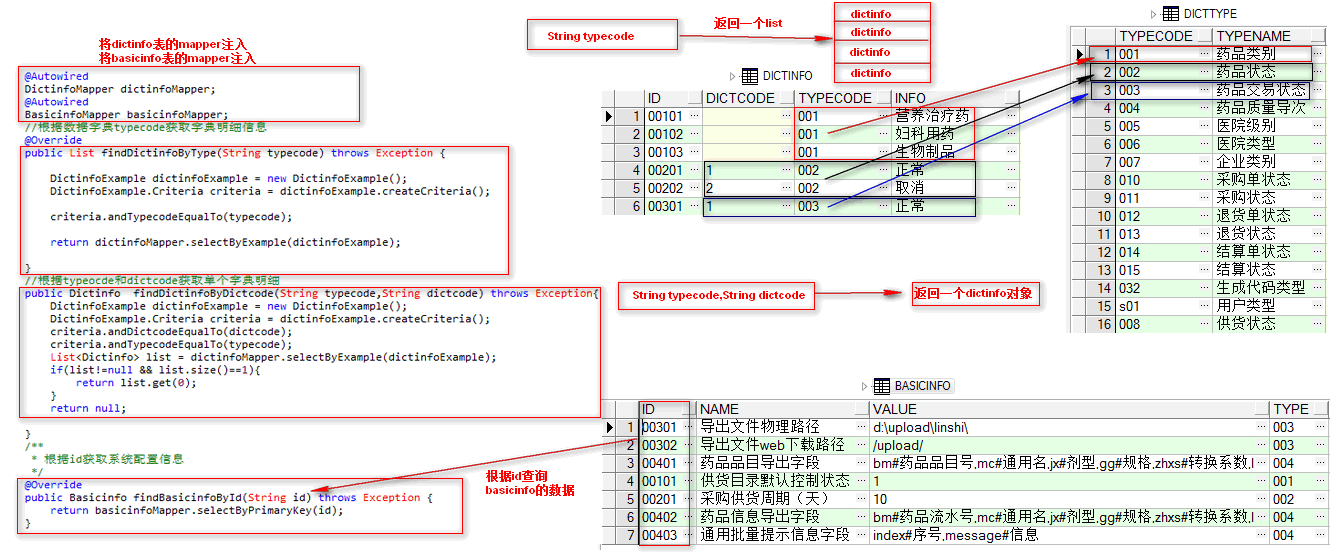 将dictinfo表的mapper注入
将basicinfo表的mapper注入
@Autowired
DictinfoMapper dictinfoMapper;
@Autowired
BasicinfoMapper basicinfoMapper;
//根据数据字典typecode获取字典明细信息
@Override
public List findDictinfoByType(String typecode) throws Exception {
DictinfoExample dictinfoExample = new DictinfoExample();
DictinfoExample.Criteria criteria = dictinfoExample.createCriteria();
criteria.andTypecodeEqualTo(typecode);
return dictinfoMapper.selectByExample(dictinfoExample);
}
//根据typeocde和dictcode获取单个字典明细
public Dictinfo findDictinfoByDictcode(String typecode,String dictcode) throws Exception{
DictinfoExample dictinfoExample = new DictinfoExample();
DictinfoExample.Criteria criteria = dictinfoExample.createCriteria();
criteria.andDictcodeEqualTo(dictcode);
criteria.andTypecodeEqualTo(typecode);
List<Dictinfo> list = dictinfoMapper.selectByExample(dictinfoExample);
if(list!=null && list.size()==1){
return list.get(0);
}
return null;
}
/**
* 根据id获取系统配置信息
*/
@Override
public Basicinfo findBasicinfoById(String id) throws Exception {
return basicinfoMapper.selectByPrimaryKey(id);
}
String typecode
返回一个list
dictinfo
dictinfo
dictinfo
dictinfo
DICTINFO
ID DICTCODE TYPECODE INFO
1 00101 001 营养治疗药
2 00102 001 妇科用药
3 00103 001 生物制品
4 00201 1 002 正常
5 00202 2 002 取消
6 00301 1 003 正常
DICTTYPE
TYPECODE TYPENAME
1 001 药品类别
2 002 药品状态
3 003 药品交易状态
4 004 药品质量导次
5 005 医院级别
6 006 医院类型
7 007 企业类别
8 010 采购单状态
9 011 采购状态
10 012 退货单状态
11 013 退货状态
12 014 结算单状态
13 015 结算状态
14 032 生成代码类型
15 s01 用户类型
16 008 供货状态
String typecode,String dictcode
返回一个dictinfo对象
根据id查询
basicinfo的数据
BASICINFO
ID NAME VALUE TYPE
1 00301 导出文件物理路径 d:\upload\linshi\ 003
2 00302 导出文件web下载路径 /upload/ 003
3 00401 药品品目导出字段 bm#药品品目号,mc#通用名,jx#剂型,gg#规格,zhxs#转换系数,l 004
4 00101 供货目录默认控制状态 1 001
5 00201 采购供货周期（天） 10 002
6 00402 药品信息导出字段 bm#药品流水号,mc#通用名,jx#剂型,gg#规格,zhxs#转换系数,l 004
7 00403 通用批量提示信息字段 index#序号,message#信息 004